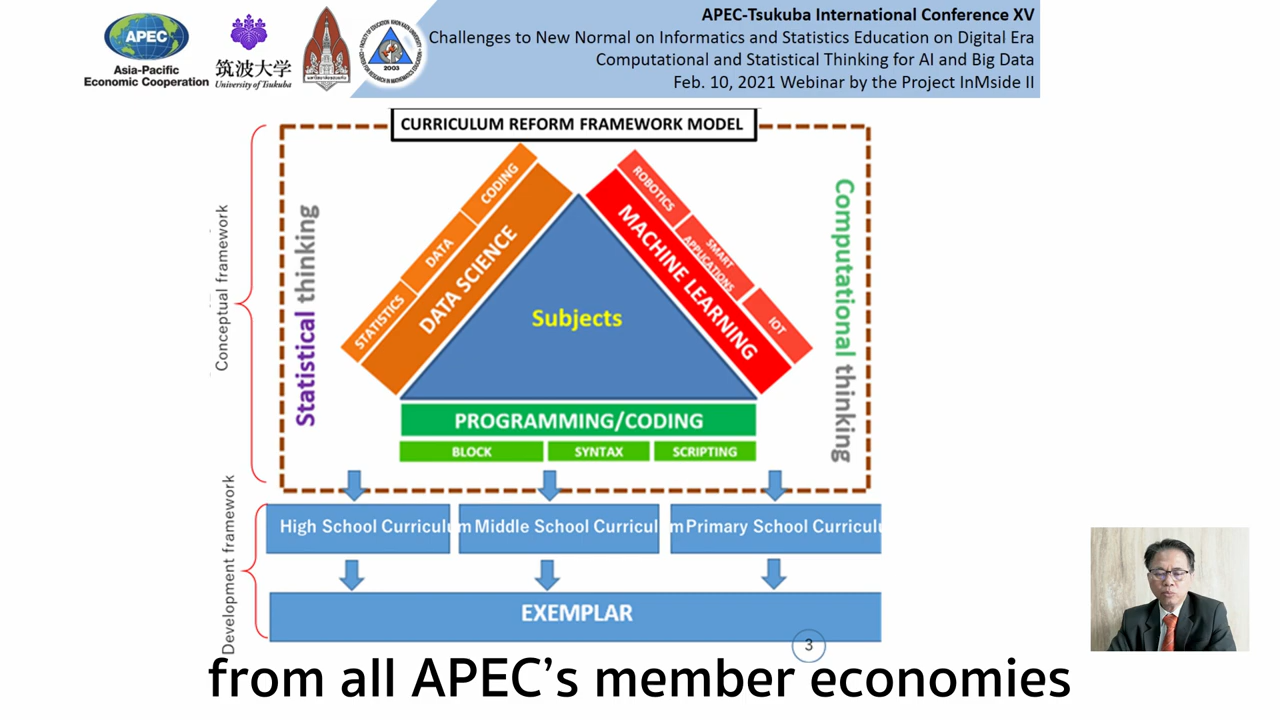 APEC
Asia-Pacific
Economic Cooperation
筑波大学
University of Tsukuba
2003
APEC-Tsukuba International Conference XV
Challenges to New Normal on Informatics and Statistics Education on Digital Era
Computational and Statistical Thinking for AI and Big Data
Feb. 10, 2021 Webinar by the Project InMside II
CURRICULUM REFORM FRAMEWORK MODEL
Conceptual framework
Statistical thinking
STATISTICS
DATA
CODING
DATA SCIENCE
Subjects
ROBOTICS
SMART
APPLICATIONS
IOT
MACHINE LEARNING
Computational thinking
PROGRAMMING/CODING
BLOCK
SYNTAX
SCRIPTING
Development framework
High School Curriculum
Middle School Curriculum
Primary School Curriculu
EXEMPLAR
3
from all APEC’s member economies